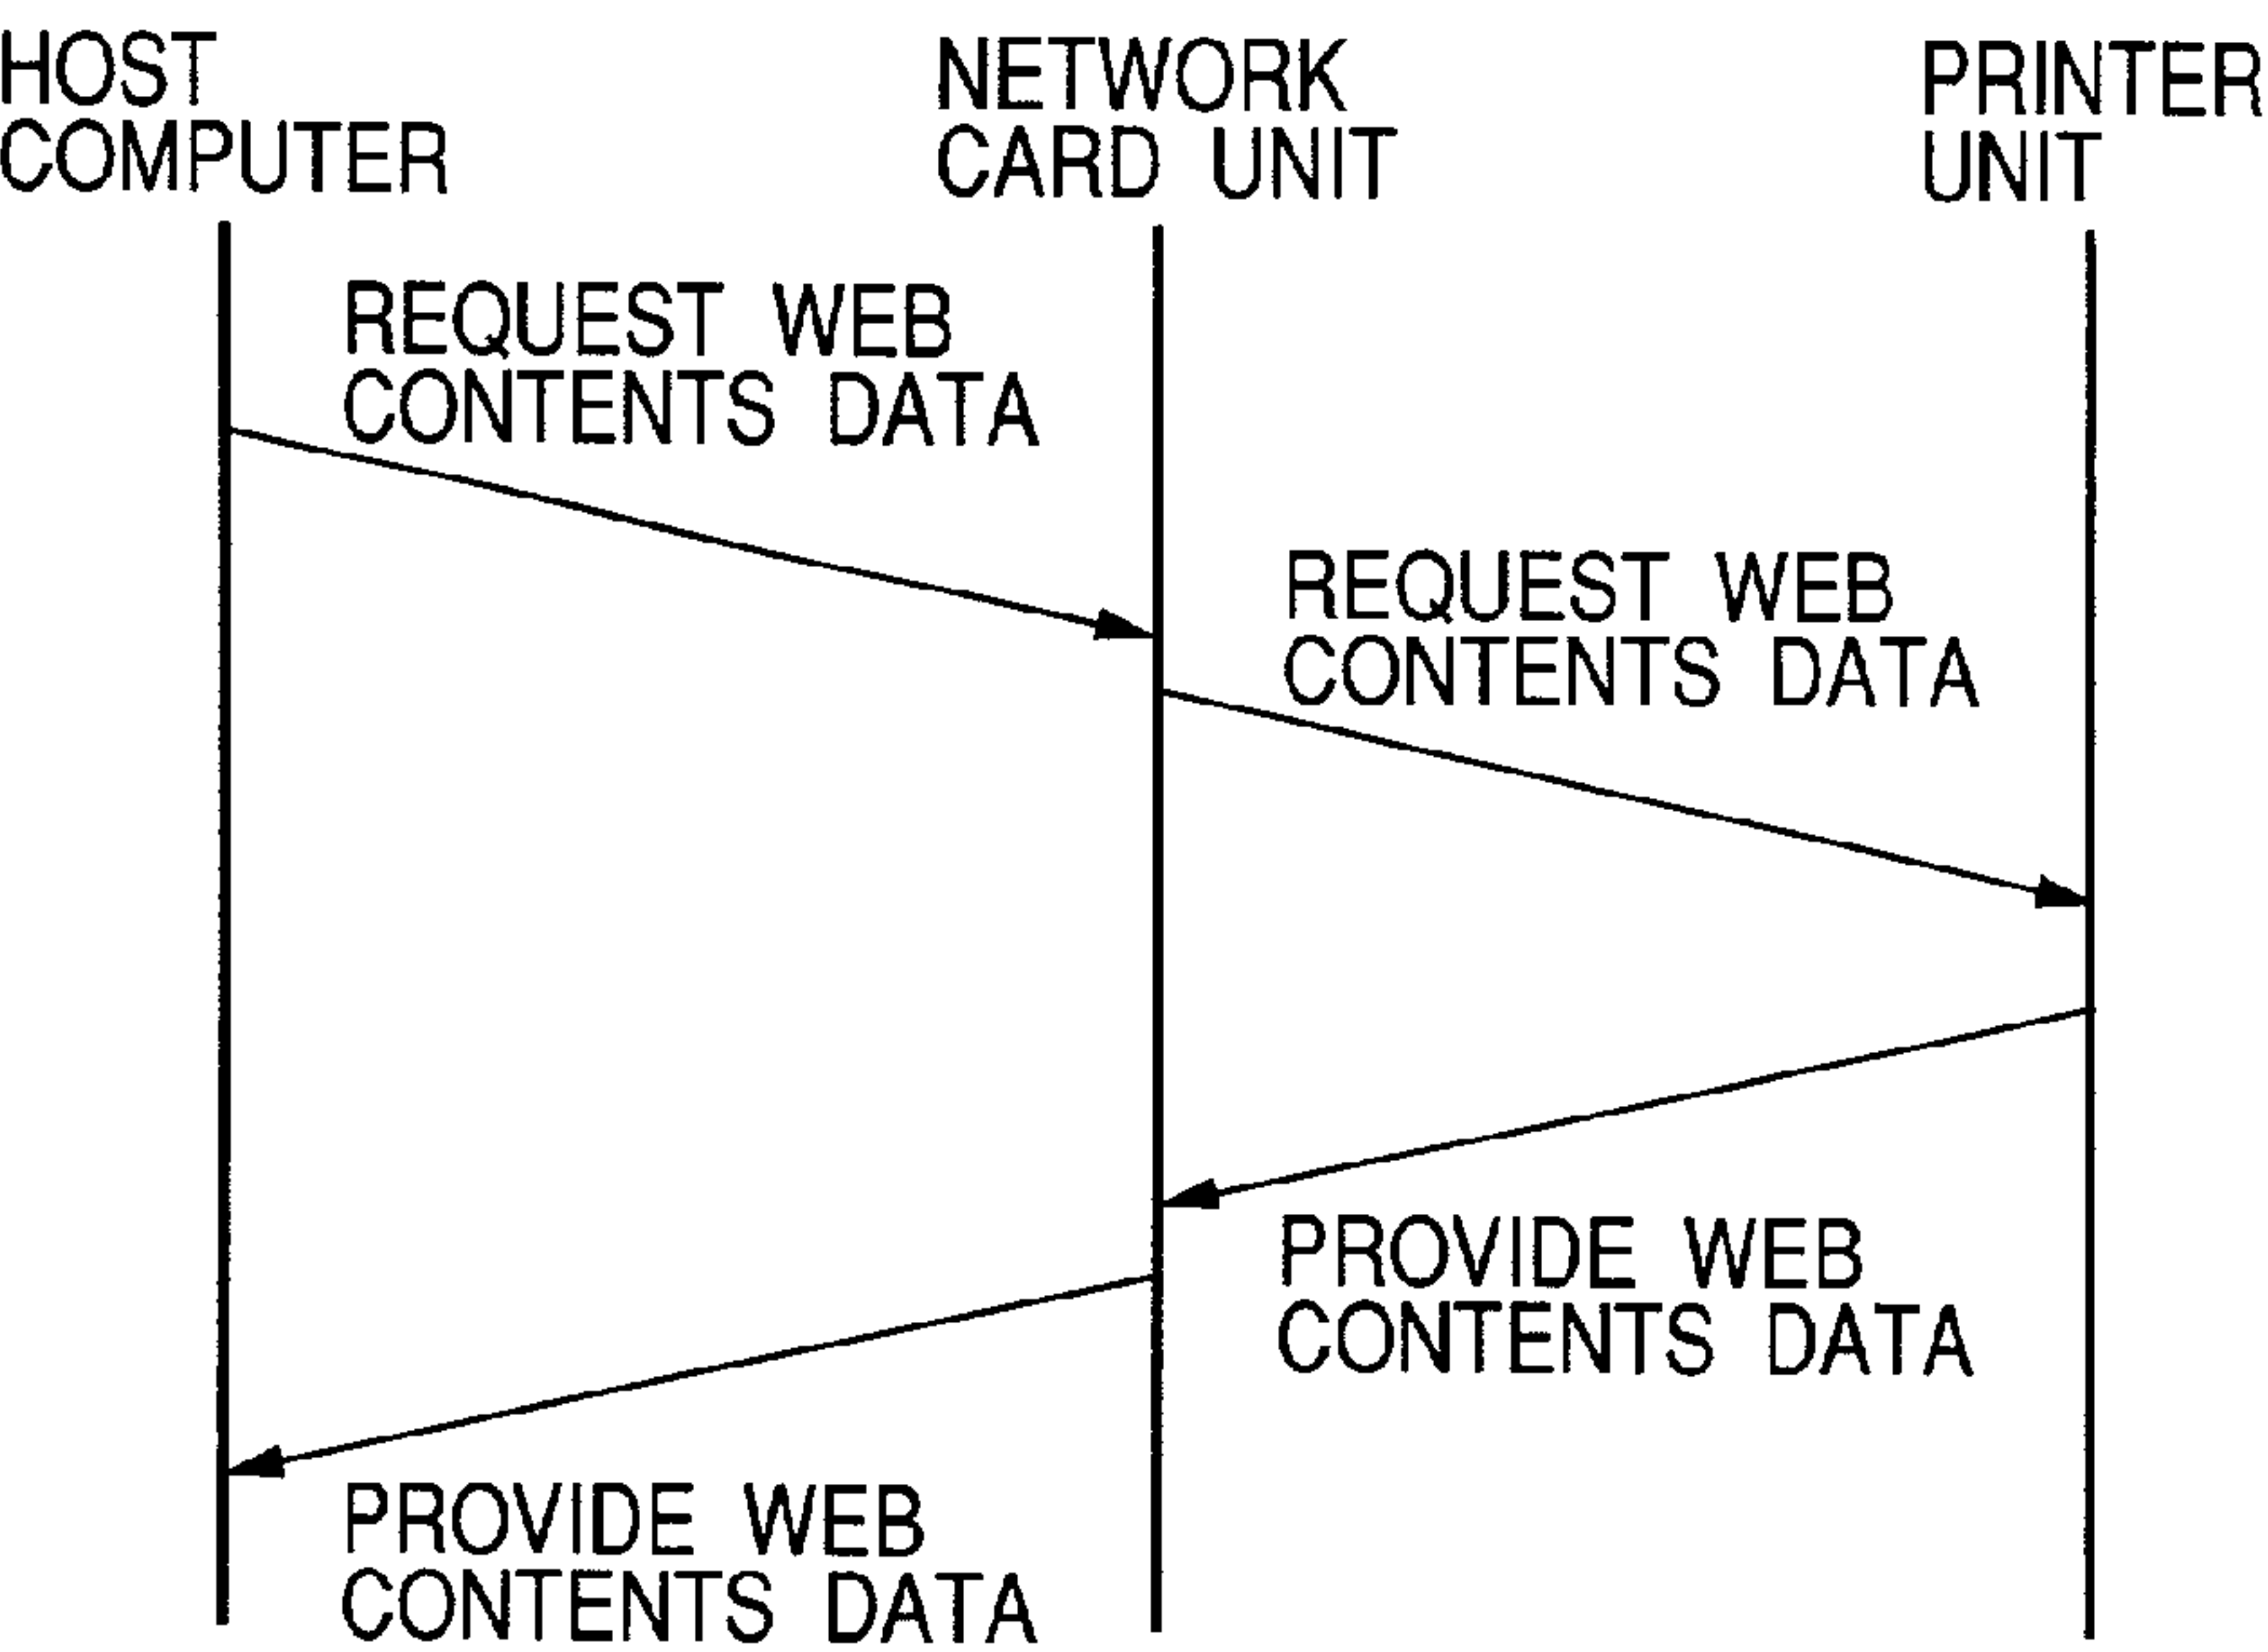 HOST
COMPUTER
NETWORK
CARD UNIT
PRINTER
UNIT
REQUEST WEB
CONTENTS DATA
REQUEST WEB
CONTENTS DATA
PROVIDE WEB
CONTENTS DATA
PROVIDE WEB
CONTENTS DATA